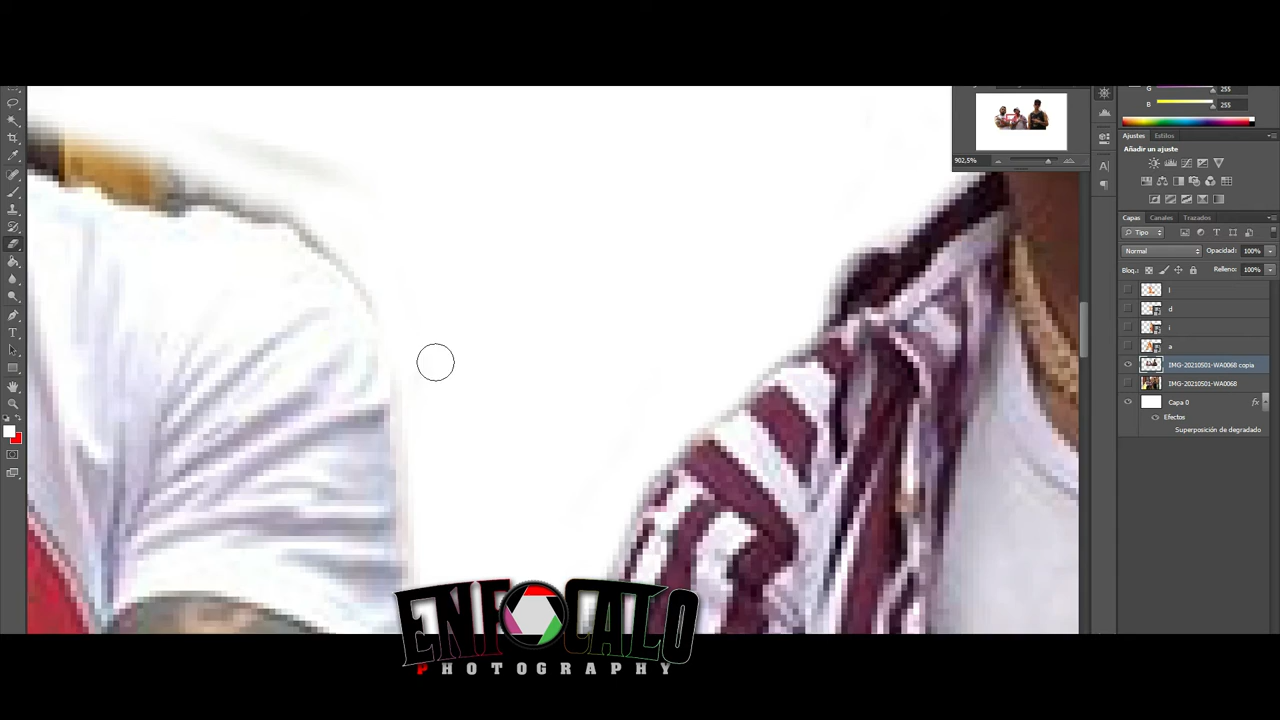 G 255
B 255
902,5%
Ajustes Estilos
Añadir un ajuste
Capas Canales Trazados
Tipo
Normal Opacidad: 100%
Bloq.: Relleno: 100%
l
d
i
a
IMG-20210501-WA0068 copia
IMG-20210501-WA0068
Capa 0 fx
Efectos
Superposición de degradado
ENFOCALO
PHOTOGRAPHY